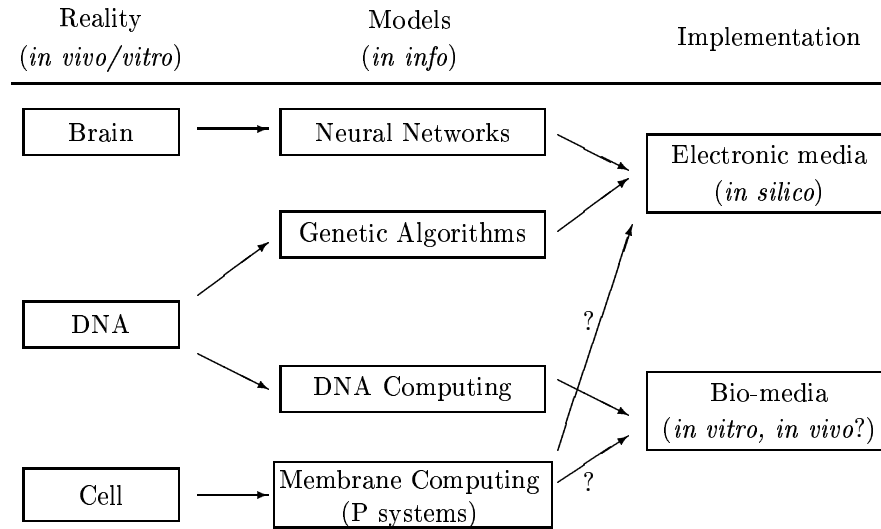 Reality
(in vivo/vitro)
Models
(in info)
Implementation
Brain
Neural Networks
Electronic media
(in silico)
Genetic Algorithms
DNA
?
DNA Computing
Bio-media
(in vitro, in vivo?)
Cell
Membrane Computing
(P systems)
?